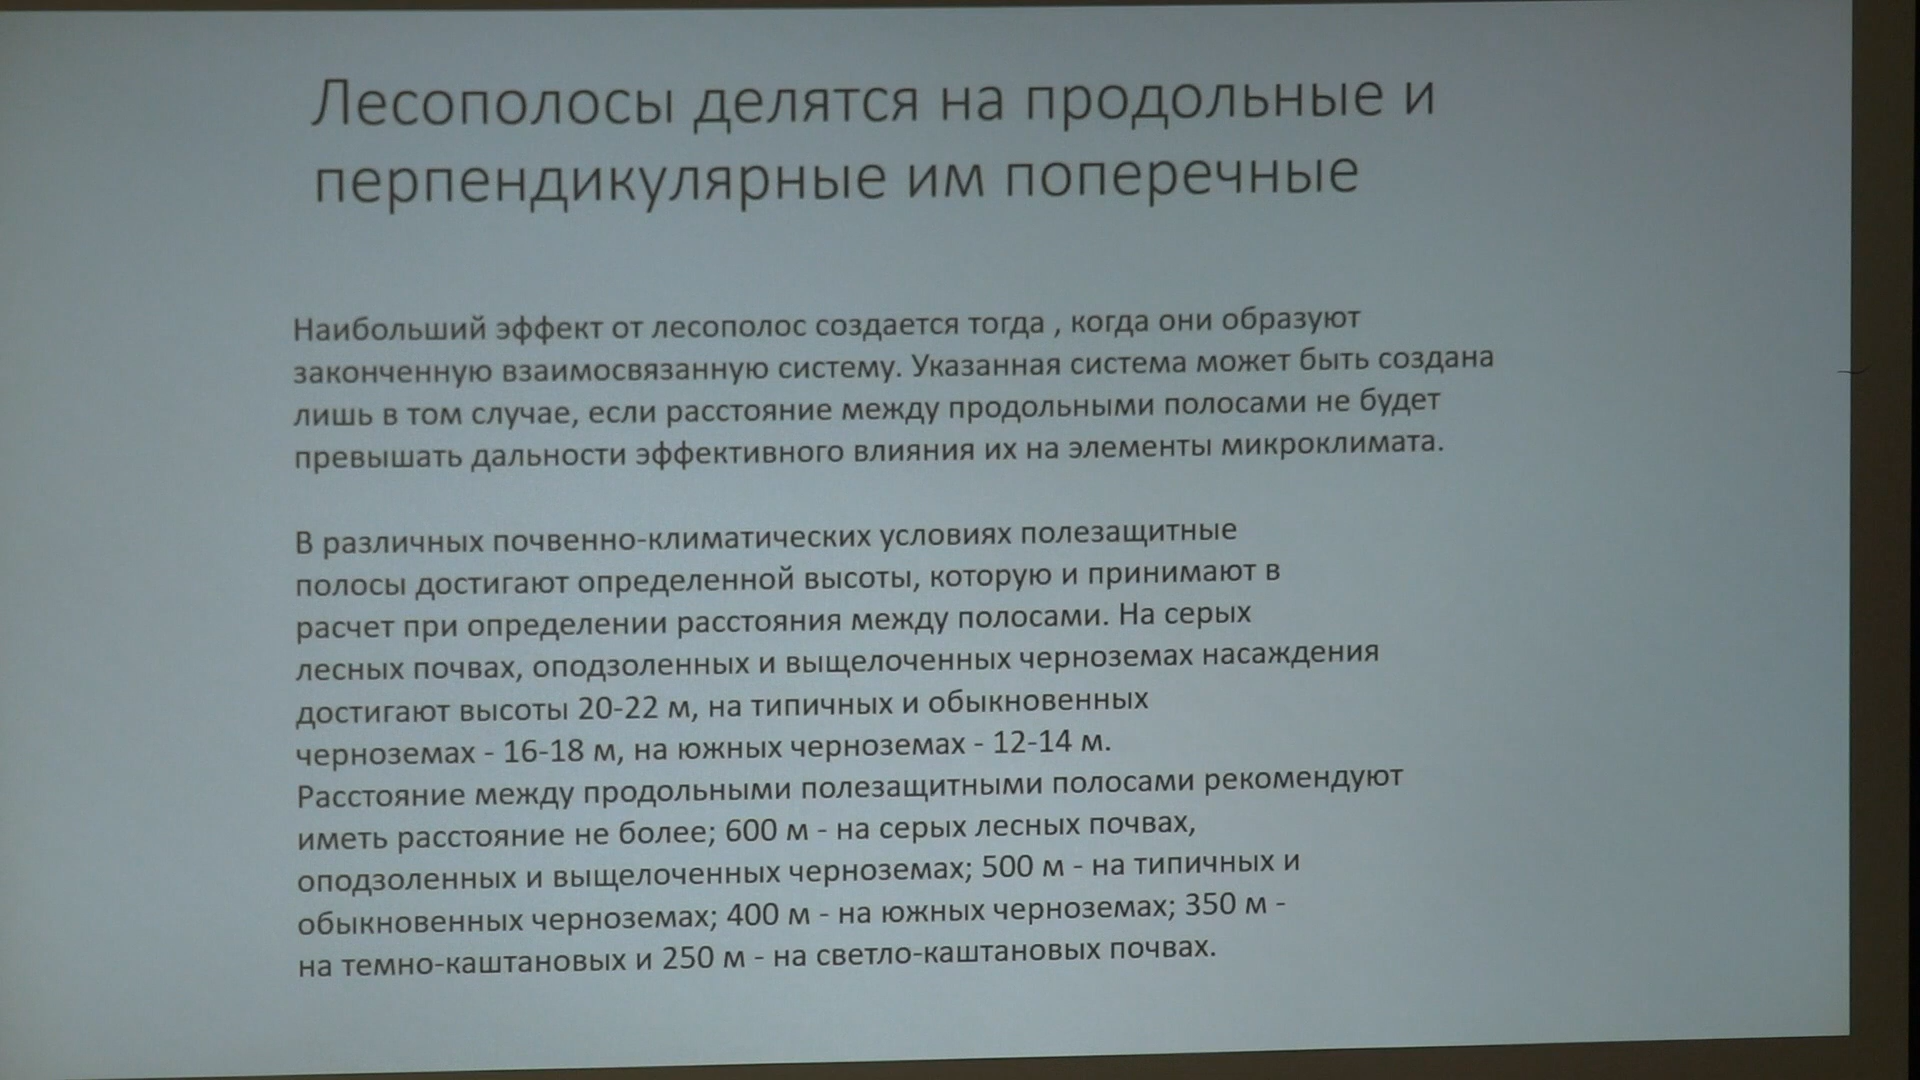 Лесополосы делятся на продольные и
перпендикулярные им поперечные
Наибольший эффект от лесополос создается тогда , когда они образуют
законченную взаимосвязанную систему. Указанная система может быть создана
лишь в том случае, если расстояние между продольными полосами не будет
превышать дальности эффективного влияния их на элементы микроклимата.
В различных почвенно-климатических условиях полезащитные
полосы достигают определенной высоты, которую и принимают в
расчет при определении расстояния между полосами. На серых
лесных почвах, оподзоленных и выщелоченных черноземах насаждения
достигают высоты 20-22 м, на типичных и обыкновенных
черноземах - 16-18 м, на южных черноземах - 12-14 м.
Расстояние между продольными полезащитными полосами рекомендуют
иметь расстояние не более; 600 м - на серых лесных почвах,
оподзоленных и выщелоченных черноземах; 500 м - на типичных и
обыкновенных черноземах; 400 м - на южных черноземах; 350 м -
на темно-каштановых и 250 м - на светло-каштановых почвах.